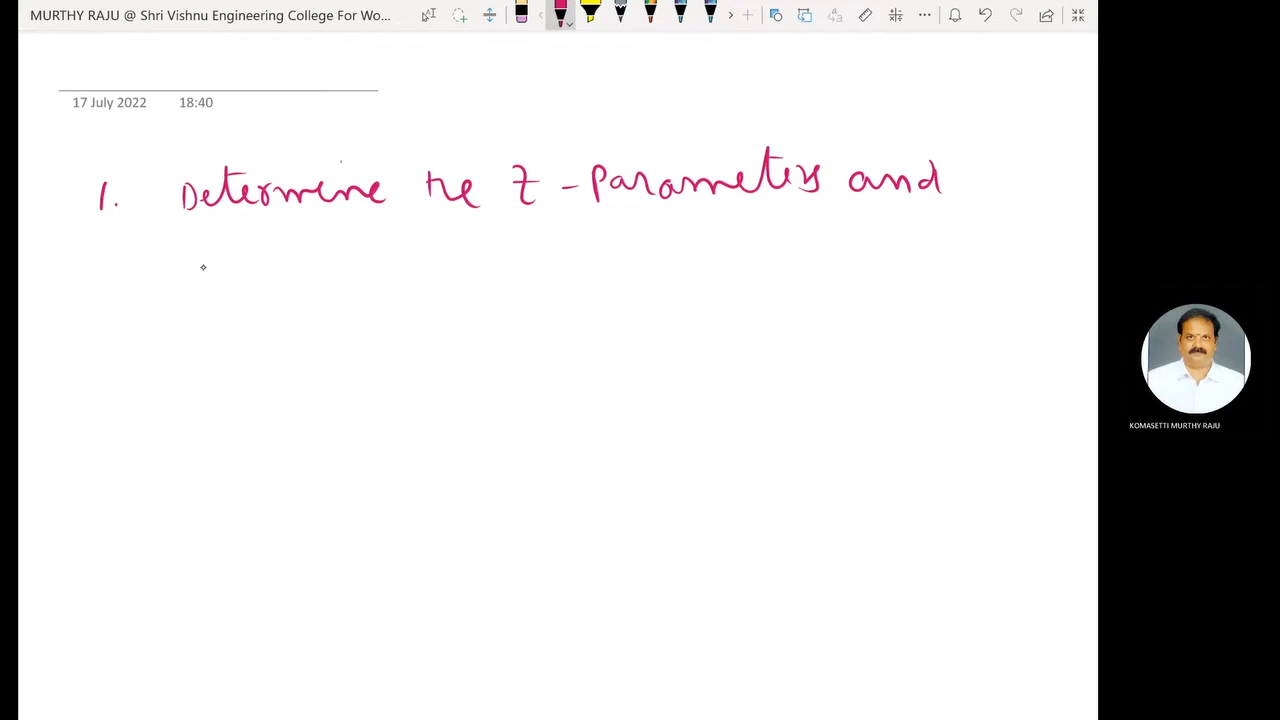 MURTHY RAJU @ Shri Vishnu Engineering College For Wo...
17 July 2022 18:40
1. Determine the Z-parameters and
KOMASETTI MURTHY RAJU